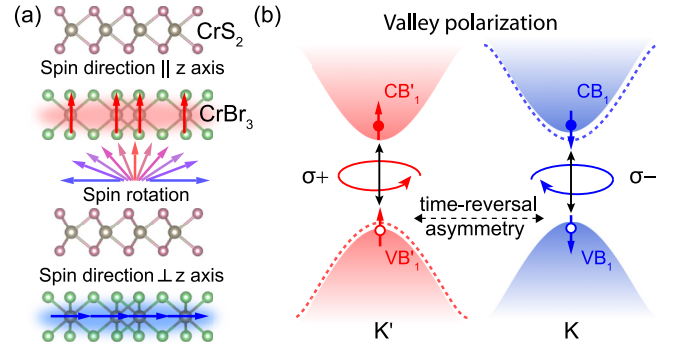 (a)
CrS₂
Spin direction || z axis
CrBr₃
Spin rotation
Spin direction ⊥ z axis
(b)
Valley polarization
CB'₁
CB₁
σ+
σ−
time-reversal
asymmetry
VB'₁
VB₁
K'
K